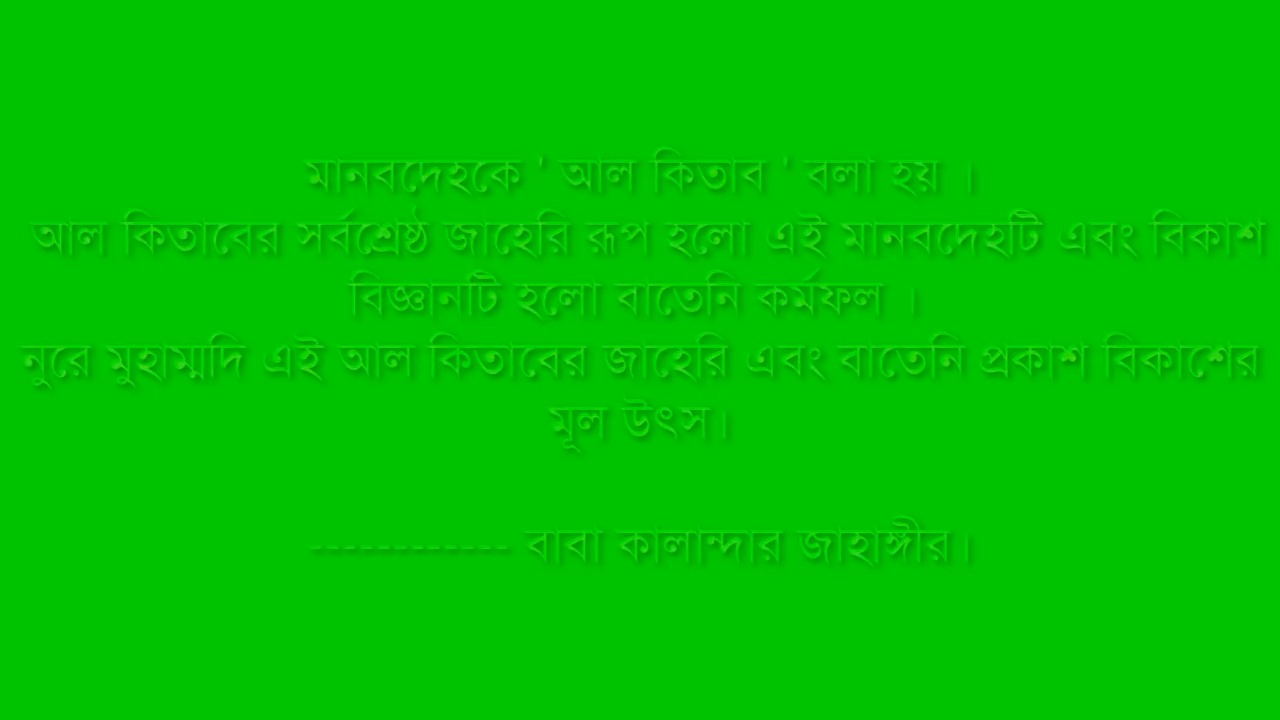 মানবদেহকে ' আল কিতাব ' বলা হয় ।
আল কিতাবের সর্বশ্রেষ্ঠ জাহেরি রূপ হলো এই মানবদেহটি এবং বিকাশ
বিজ্ঞানটি হলো বাতেনি কর্মফল ।
নুরে মুহাম্মদি এই আল কিতাবের জাহেরি এবং বাতেনি প্রকাশ বিকাশের
মূল উৎস।
------------ বাবা কালান্দার জাহাঙ্গীর।